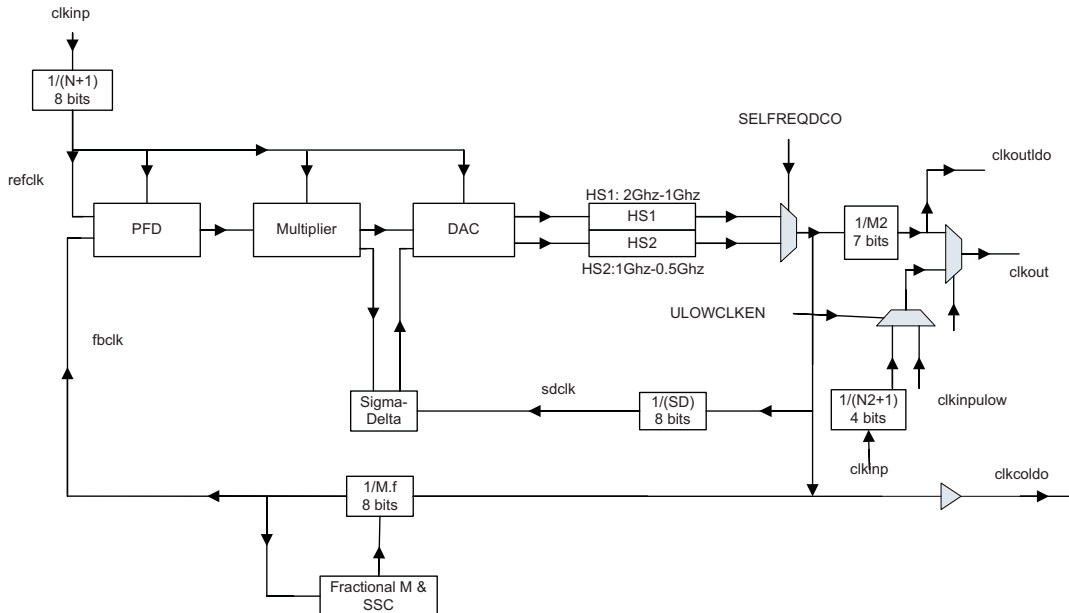 clkinp
1/(N+1)
8 bits
SELFREQDCO
clkoutldo
refclk
HS1: 2Ghz-1Ghz
PFD
Multiplier
DAC
HS1
HS2
1/M2
7 bits
HS2:1Ghz-0.5Ghz
clkout
ULOWCLKEN
fbclk
sdclk
Sigma-
Delta
1/(SD)
8 bits
1/(N2+1)
4 bits
clkinpulow
clkinp
1/M.f
8 bits
clkcoldo
Fractional M &
SSC